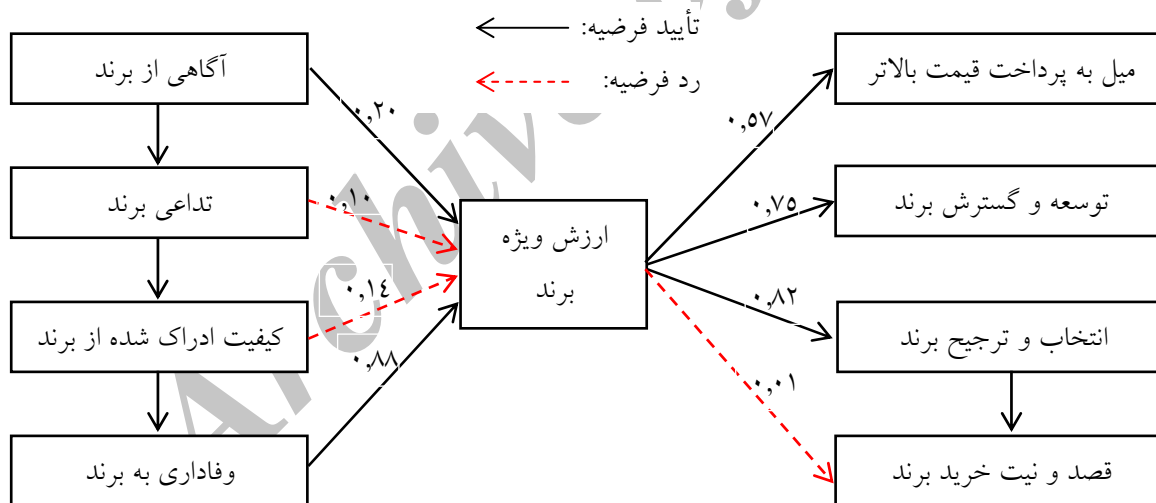 تأیید فرضیه:
رد فرضیه:
میل به پرداخت قیمت بالاتر
آگاهی از برند
۰,۵۷
۰,۲۰
توسعه و گسترش برند
۰,۷۵
ارزش ویژه
برند
۰,۱۰
تداعی برند
انتخاب و ترجیح برند
۰,۸۲
۰,۱٤
کیفیت ادراک شده از برند
قصد و نیت خرید برند
۰,۰۱
۰,۸۸
وفاداری به برند